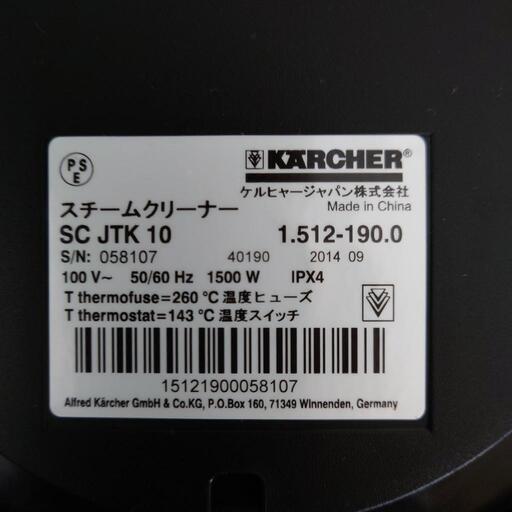 PS
E
KÄRCHER®
ケルヒャージャパン株式会社
スチームクリーナー
Made in China
SC JTK 10 1.512-190.0
S/N: 058107 40190 2014 09
100 V~ 50/60 Hz 1500 W IPX4
T thermofuse=260 °C 温度ヒューズ
T thermostat=143 °C 温度スイッチ
15121900058107
Alfred Kärcher GmbH & Co.KG, P.O.Box 160, 71349 Winnenden, Germany